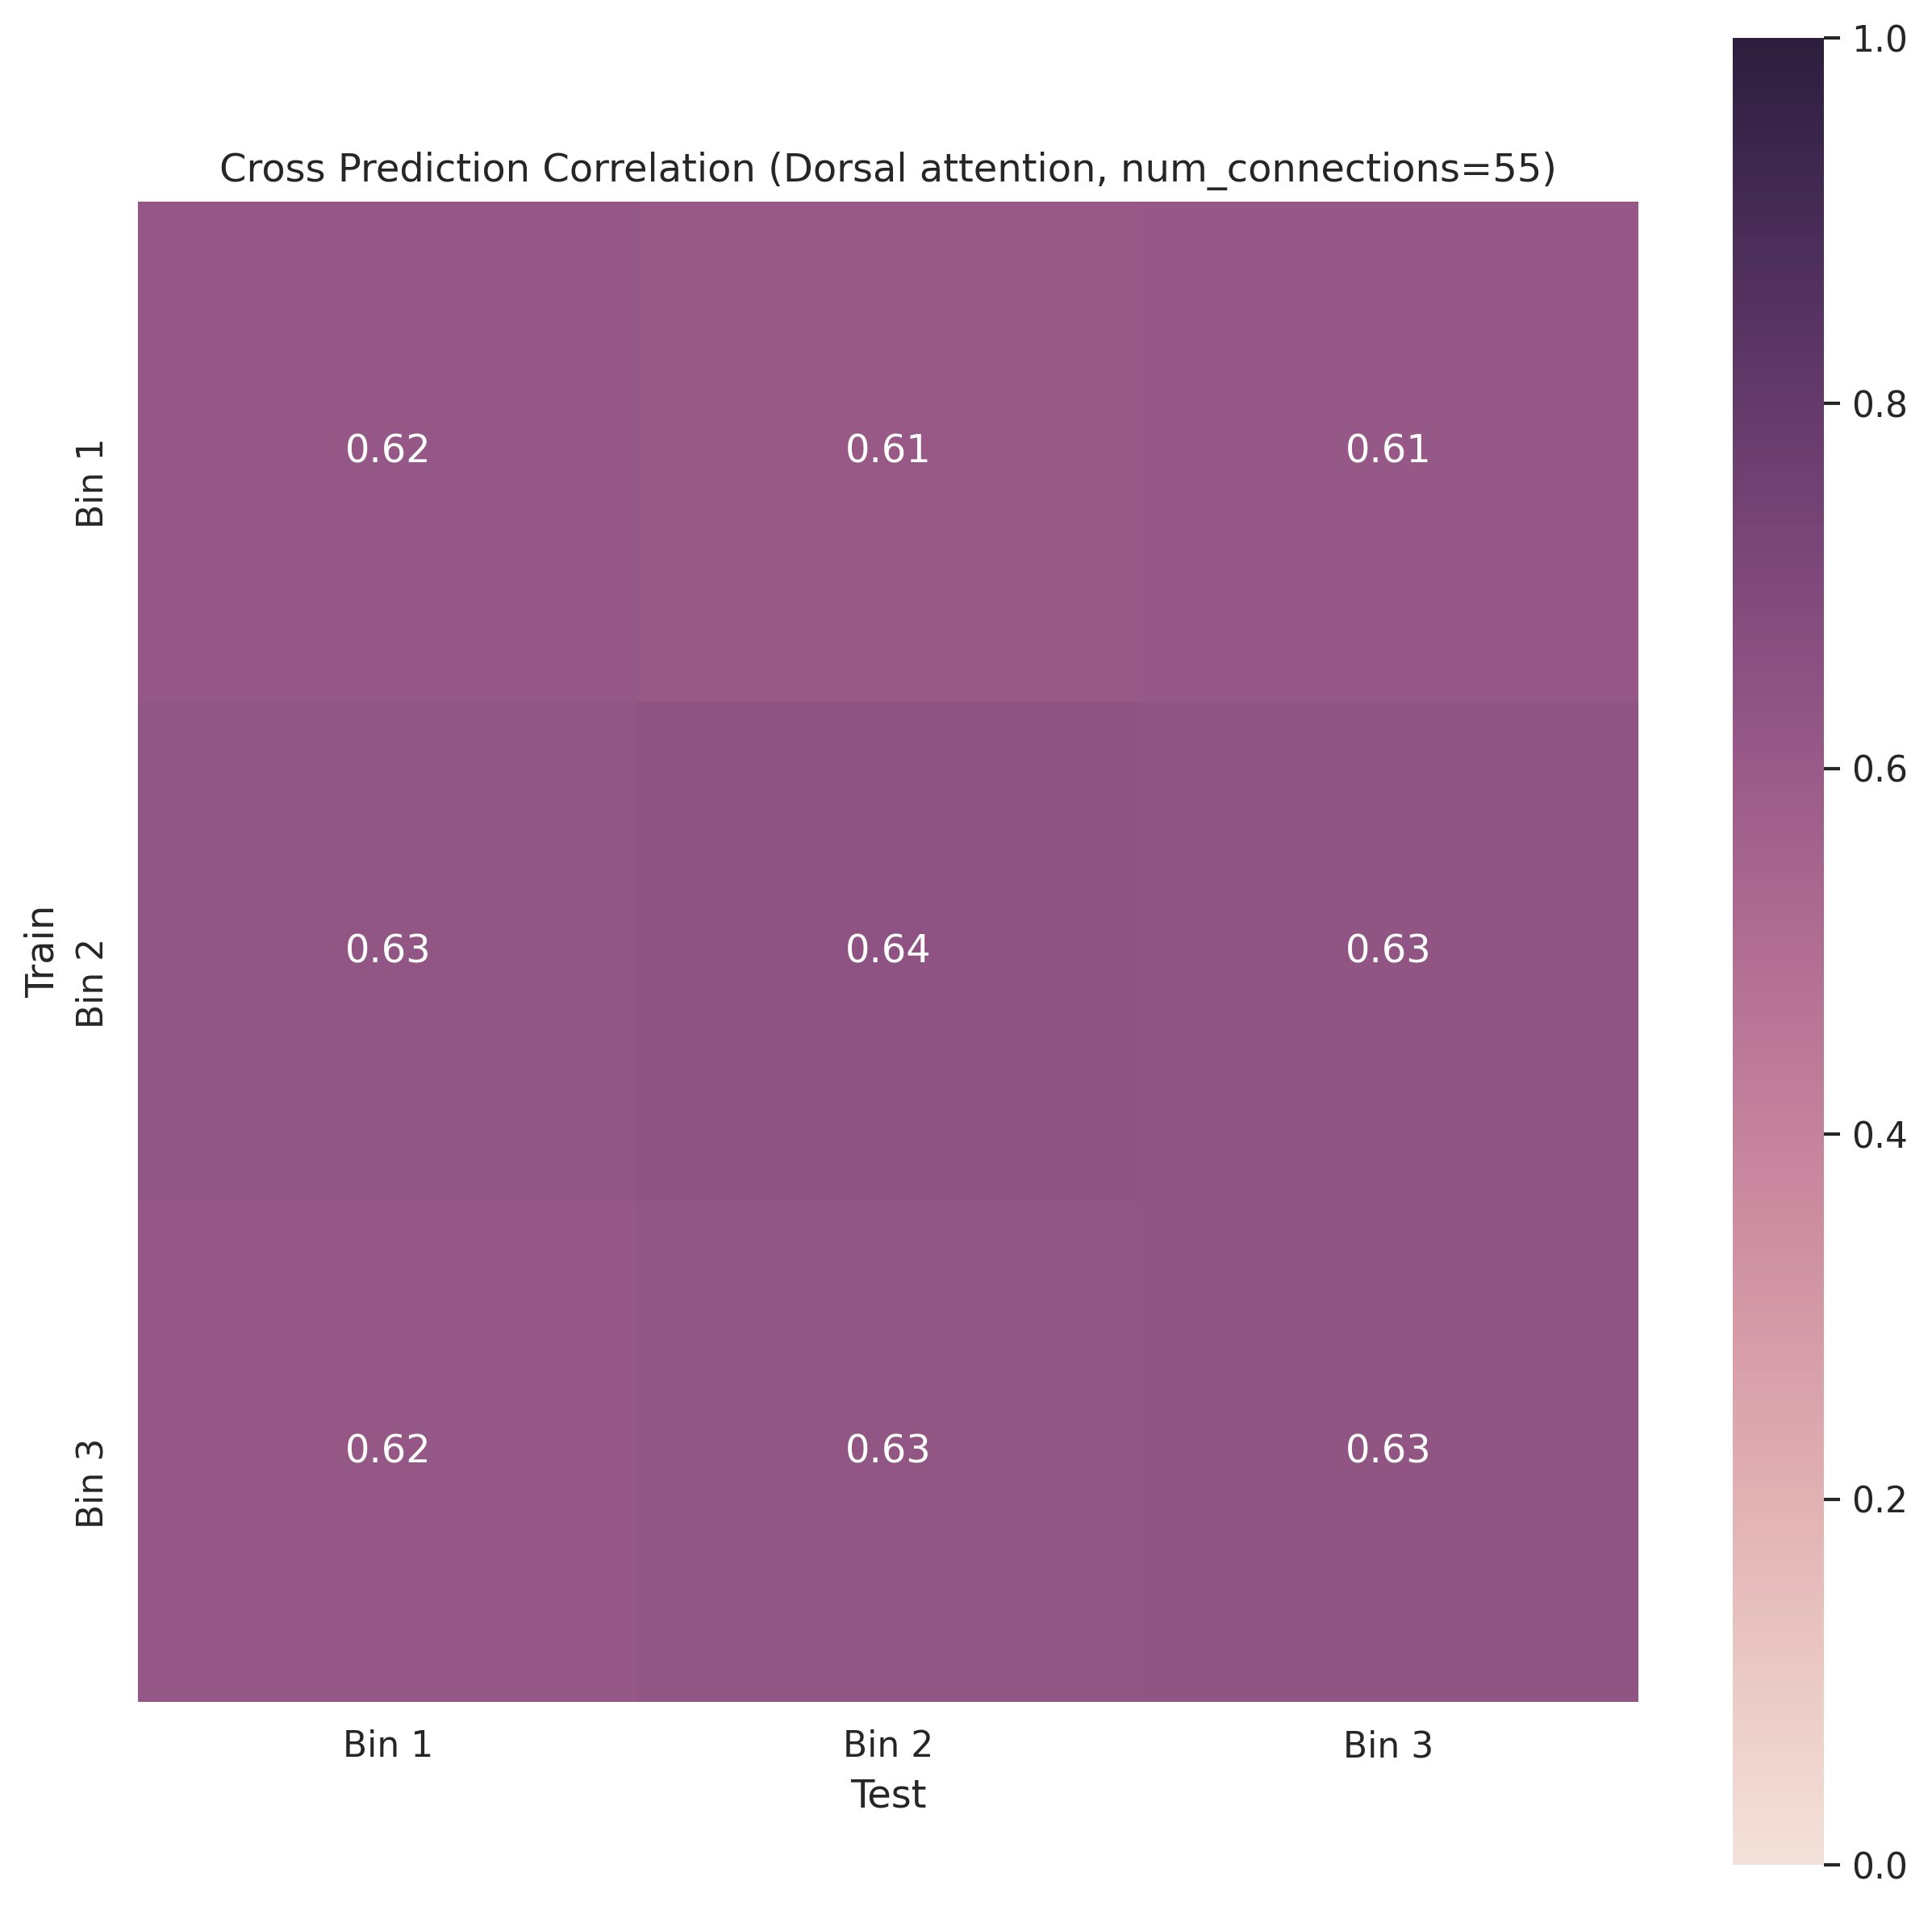 Cross Prediction Correlation (Dorsal attention, num_connections=55)
Train
Bin 1
0.62 0.61 0.61
Bin 2
0.63 0.64 0.63
Bin 3
0.62 0.63 0.63
Bin 1 Bin 2 Bin 3
Test
1.0
0.8
0.6
0.4
0.2
0.0